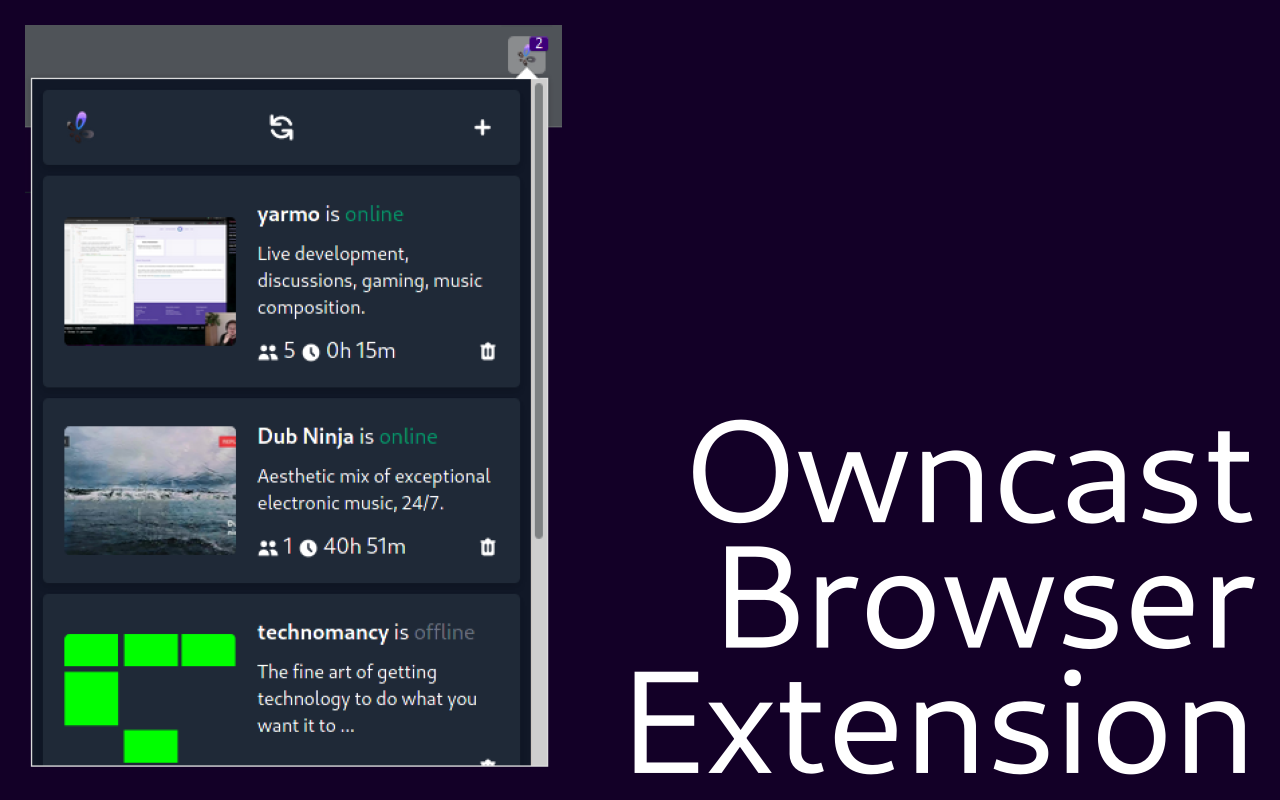 2
yarmo is online
Live development,
discussions, gaming, music
composition.
5 0h 15m
Dub Ninja is online
Aesthetic mix of exceptional
electronic music, 24/7.
1 40h 51m
technomancy is offline
The fine art of getting
technology to do what you
want it to ...
Owncast
Browser
Extension